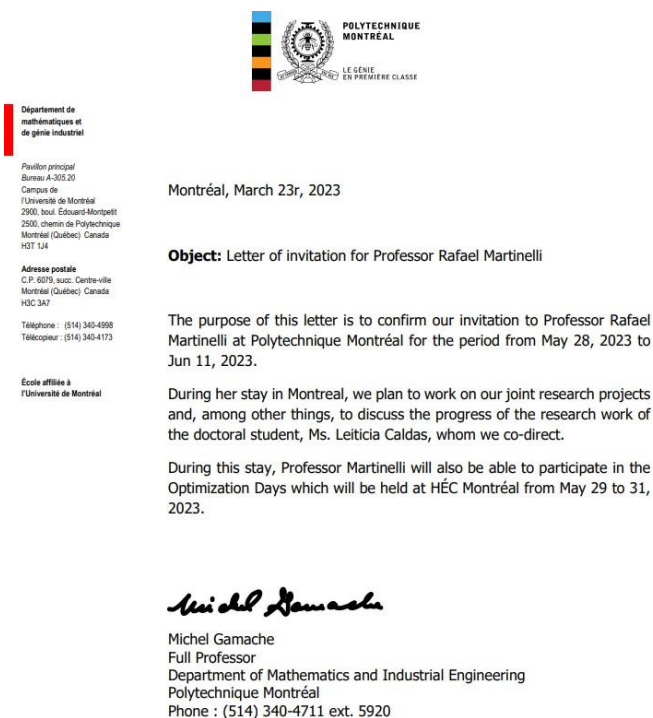 POLYTECHNIQUE
MONTRÉAL
LE GÉNIE
EN PREMIÈRE CLASSE
Département de
mathématiques et
de génie industriel
Pavillon principal
Bureau A-305.20
Campus de
l'Université de Montréal
2900, boul. Édouard-Montpetit
2500, chemin de Polytechnique
Montréal (Québec) Canada
H3T 1J4
Adresse postale
C.P. 6079, succ. Centre-ville
Montréal (Québec) Canada
H3C 3A7
Téléphone : (514) 340-4998
Télécopieur : (514) 340-4173
École affiliée à
l'Université de Montréal
Montréal, March 23r, 2023
Object: Letter of invitation for Professor Rafael Martinelli
The purpose of this letter is to confirm our invitation to Professor Rafael
Martinelli at Polytechnique Montréal for the period from May 28, 2023 to
Jun 11, 2023.
During her stay in Montreal, we plan to work on our joint research projects
and, among other things, to discuss the progress of the research work of
the doctoral student, Ms. Leiticia Caldas, whom we co-direct.
During this stay, Professor Martinelli will also be able to participate in the
Optimization Days which will be held at HÉC Montréal from May 29 to 31,
2023.
Michel Gamache
Michel Gamache
Full Professor
Department of Mathematics and Industrial Engineering
Polytechnique Montréal
Phone : (514) 340-4711 ext. 5920